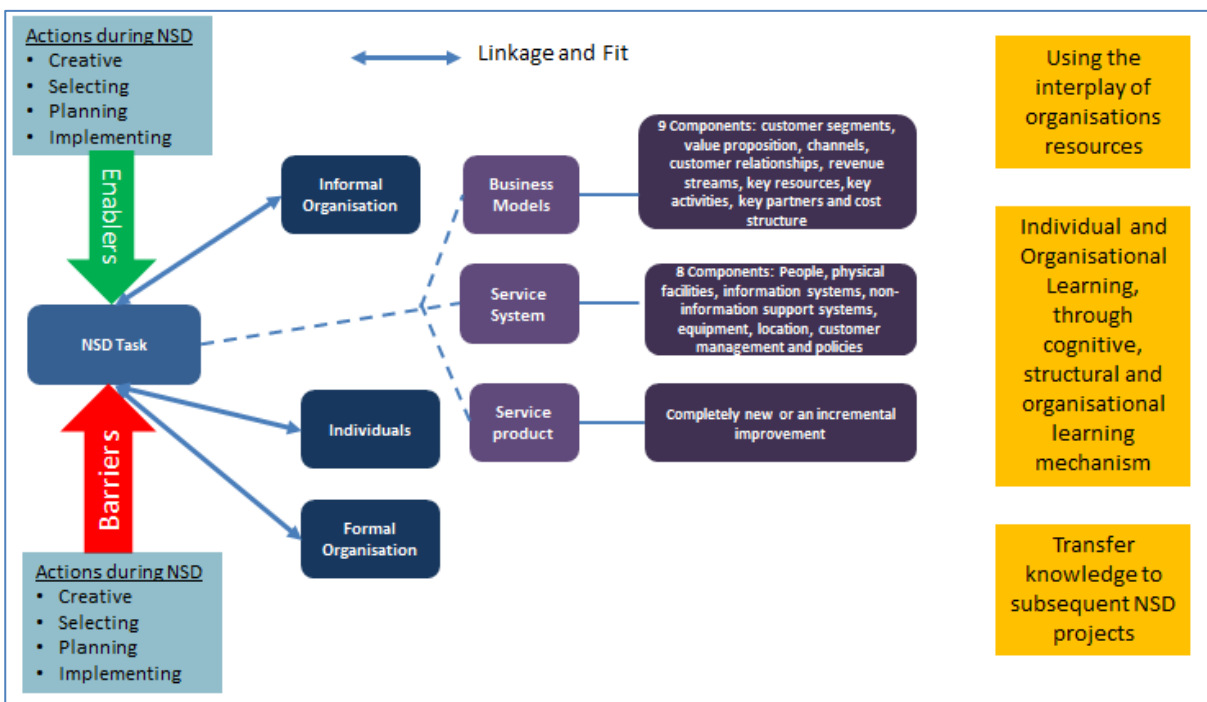 Actions during NSD
• Creative
• Selecting
• Planning
• Implementing
Enablers
Linkage and Fit
Informal
Organisation
NSD Task
Individuals
Formal
Organisation
Barriers
Actions during NSD
• Creative
• Selecting
• Planning
• Implementing
Business
Models
9 Components: customer segments,
value proposition, channels,
customer relationships, revenue
streams, key resources, key
activities, key partners and cost
structure
Service
System
8 Components: People, physical
facilities, information systems, non-
information support systems,
equipment, location, customer
management and policies
Service
product
Completely new or an incremental
improvement
Using the
interplay of
organisations
resources
Individual and
Organisational
Learning,
through
cognitive,
structural and
organisational
learning
mechanism
Transfer
knowledge to
subsequent NSD
projects